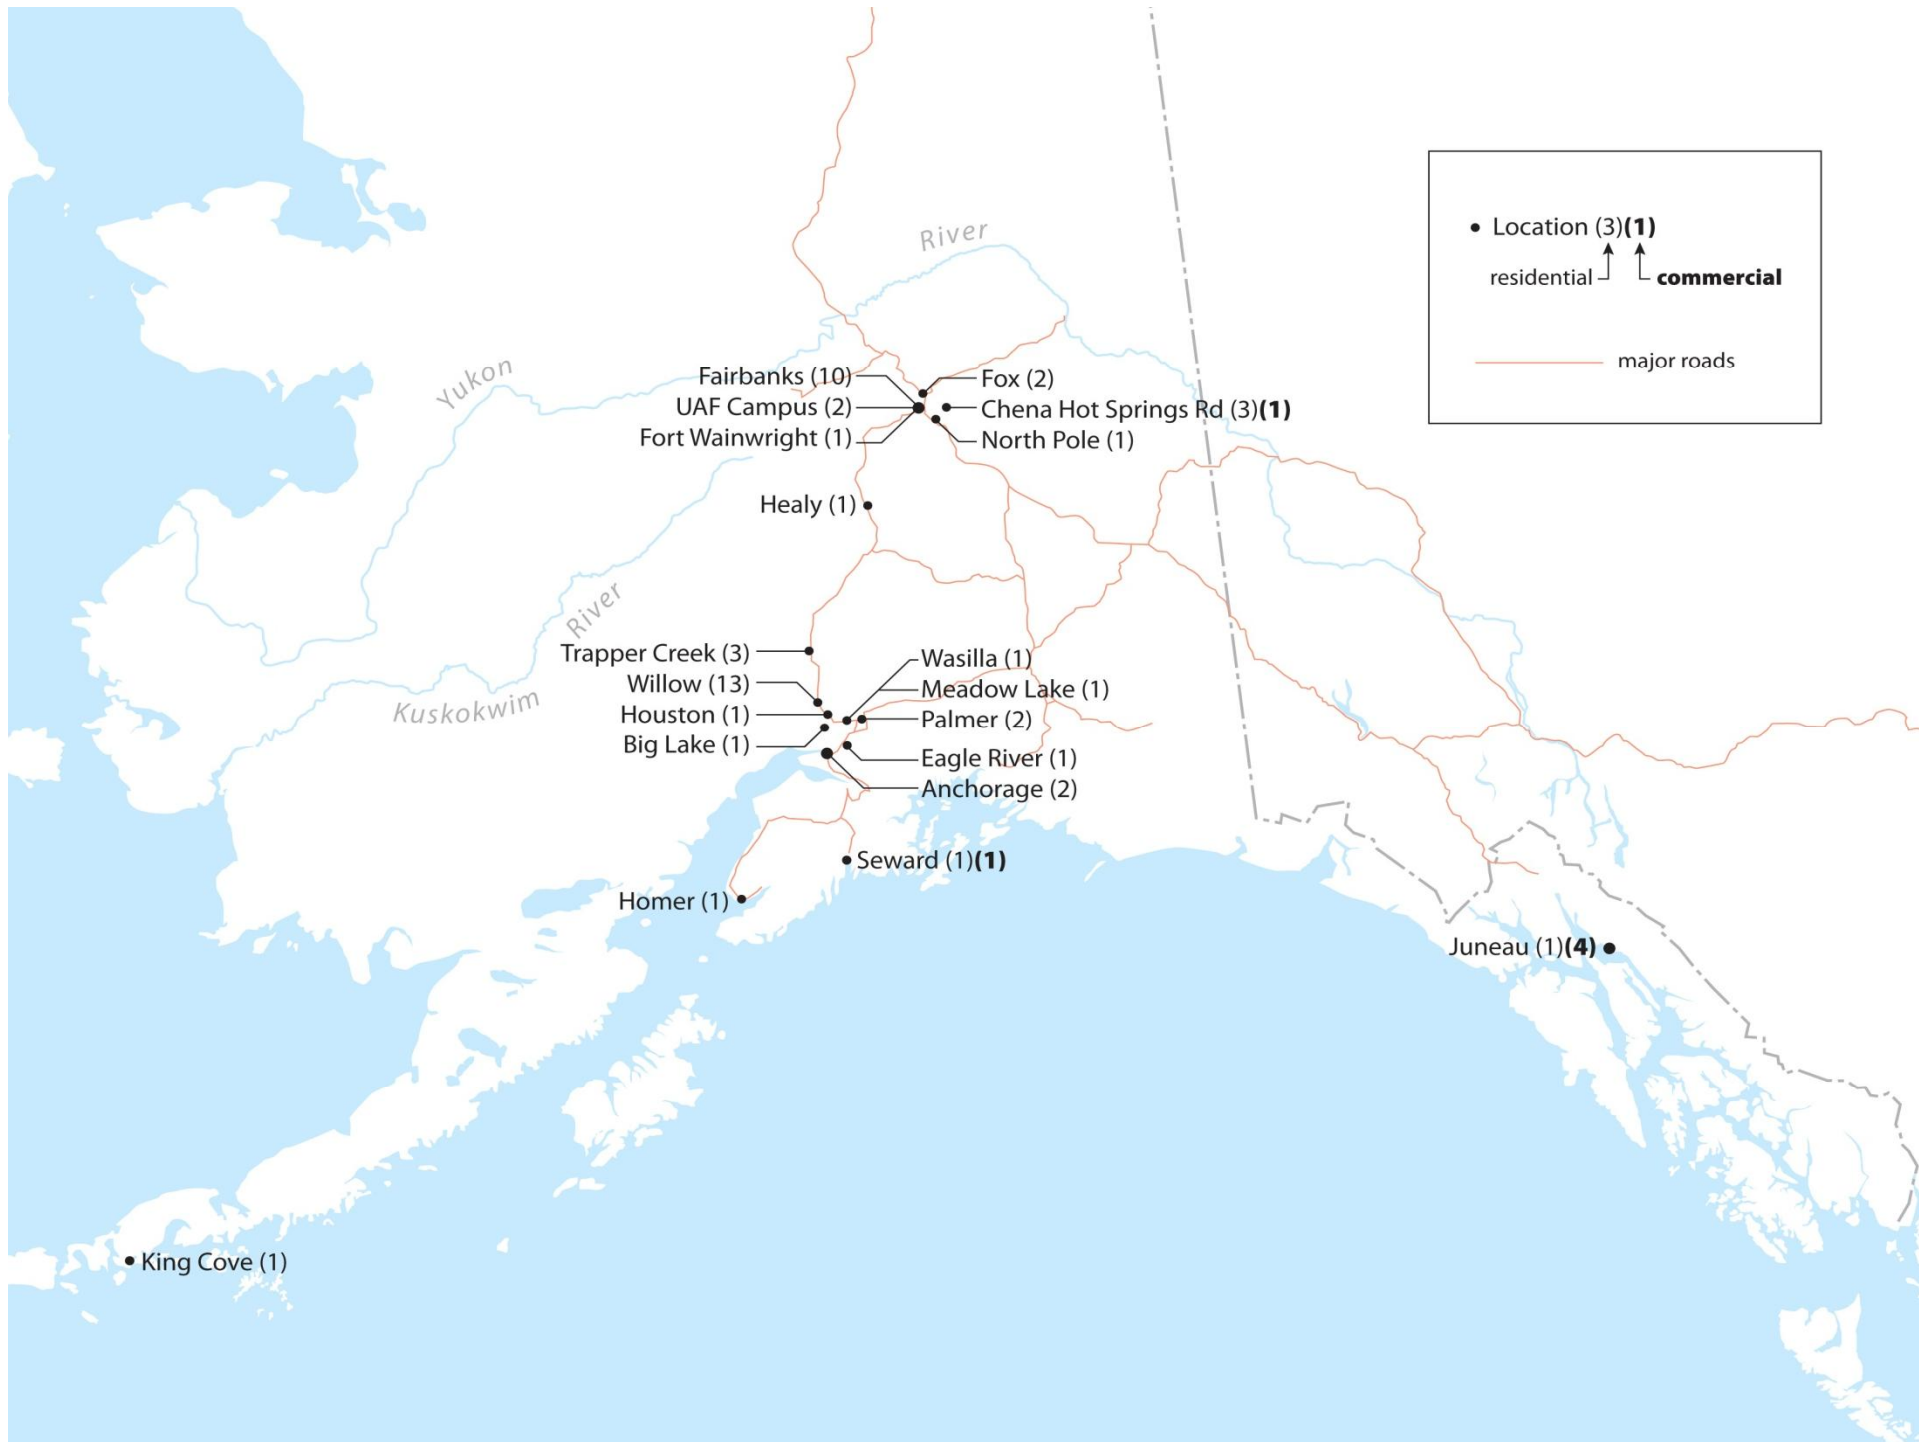 River
Location (3)(1)
residential
commercial
major roads
Yukon
Fairbanks (10)
UAF Campus (2)
Fort Wainwright (1)
Fox (2)
Chena Hot Springs Rd (3)(1)
North Pole (1)
Healy (1)
River
Kuskokwim
Trapper Creek (3)
Willow (13)
Houston (1)
Big Lake (1)
Wasilla (1)
Meadow Lake (1)
Palmer (2)
Eagle River (1)
Anchorage (2)
Seward (1)(1)
Homer (1)
Juneau (1)(4)
King Cove (1)